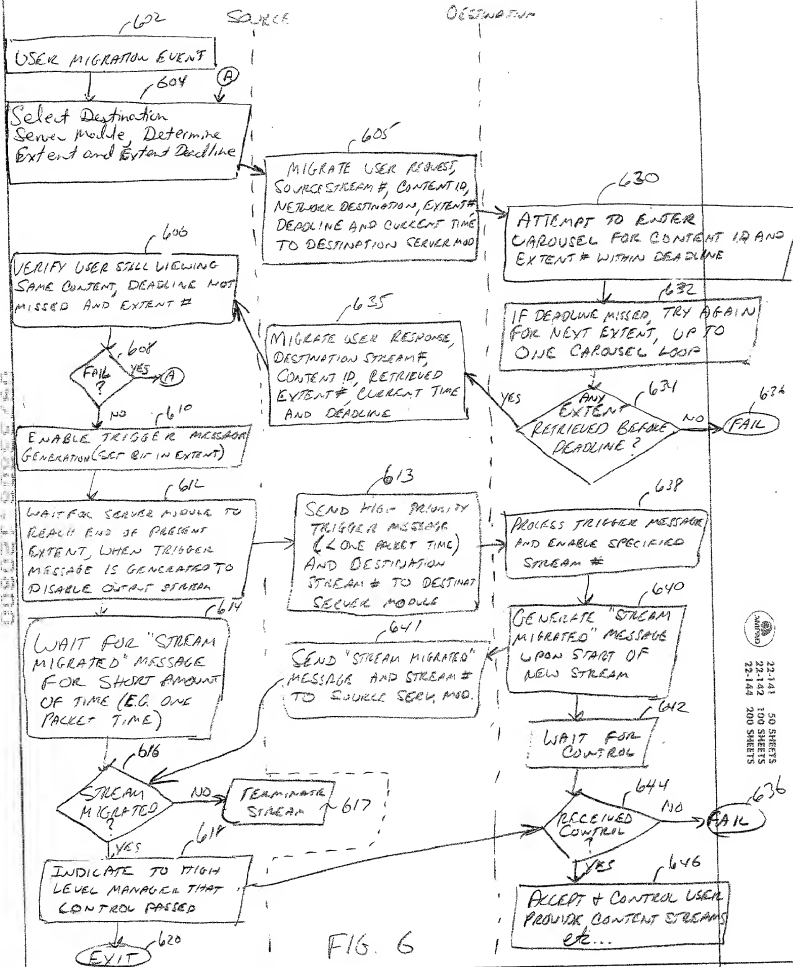 SOURCE
DESTINATION
602
USER MIGRATION EVENT
604
A
Select Destination
Server Module, Determine
Extent and Extent Deadline
605
MIGRATE USER REQUEST,
SOURCE STREAM #, CONTENT ID,
NETWORK DESTINATION, EXTENT #,
DEADLINE AND CURRENT TIME
TO DESTINATION SERVER MOD
630
ATTEMPT TO ENTER
CAROUSEL FOR CONTENT ID AND
EXTENT # WITHIN DEADLINE
606
VERIFY USER STILL VIEWING
SAME CONTENT, DEADLINE NOT
MISSED AND EXTENT #
632
IF DEADLINE MISSED, TRY AGAIN
FOR NEXT EXTENT, UP TO
ONE CAROUSEL LOOP
635
MIGRATE USER RESPONSE,
DESTINATION STREAM #,
CONTENT ID, RETRIEVED
EXTENT #, CURRENT TIME
AND DEADLINE
608
FAIL
?
YES
A
NO
634
ANY
EXTENT
RETRIEVED BEFORE
DEADLINE?
YES
NO
636
FAIL
610
ENABLE TRIGGER MESSAGE
GENERATION (SET BIT IN EXTENT)
612
WAIT FOR SERVER MODULE TO
REACH END OF PRESENT
EXTENT, WHEN TRIGGER
MESSAGE IS GENERATED TO
DISABLE OUTPUT STREAM
613
SEND HIGH PRIORITY
TRIGGER MESSAGE
(< ONE PACKET TIME)
AND DESTINATION
STREAM # TO DESTINAT
SERVER MODULE
638
PROCESS TRIGGER MESSAGE
AND ENABLE SPECIFIED
STREAM #
614
WAIT FOR "STREAM
MIGRATED" MESSAGE
FOR SHORT AMOUNT
OF TIME (E.G. ONE
PACKET TIME)
641
SEND "STREAM MIGRATED"
MESSAGE AND STREAM #
TO SOURCE SERV. MOD.
640
GENERATE "STREAM
MIGRATED" MESSAGE
UPON START OF
NEW STREAM
642
WAIT FOR
CONTROL
616
STREAM
MIGRATED
?
NO
TERMINATE
STREAM
617
YES
644
RECEIVED
CONTROL
?
NO
636
FAIL
YES
618
INDICATE TO HIGH
LEVEL MANAGER THAT
CONTROL PASSED
646
ACCEPT + CONTROL USER
PROVIDE CONTENT STREAMS
etc...
620
EXIT
FIG. 6
22-141 50 SHEETS
22-142 100 SHEETS
22-144 200 SHEETS